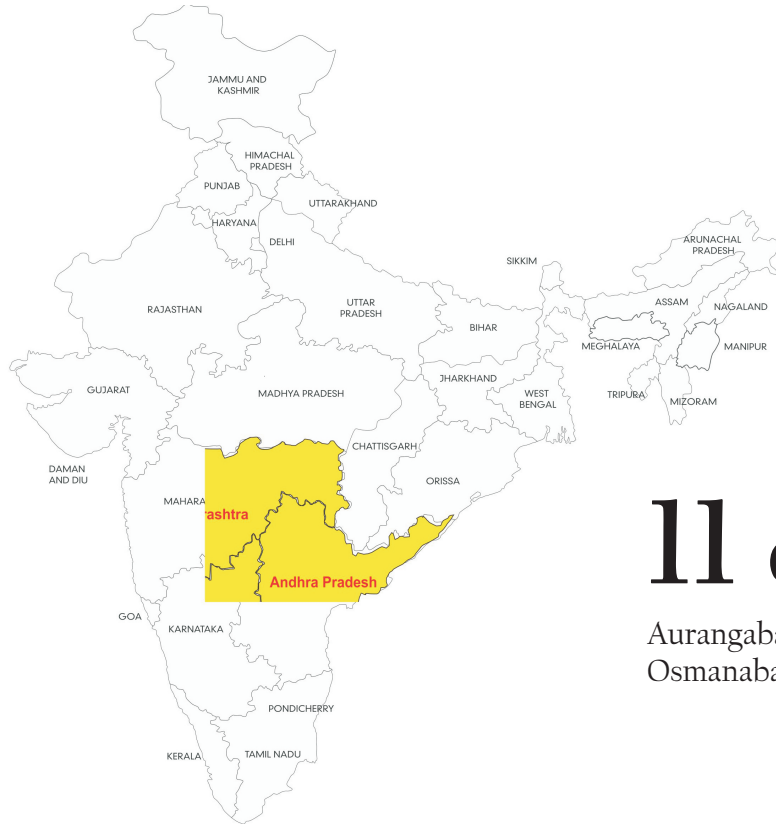 JAMMU AND
KASHMIR
HIMACHAL
PRADESH
PUNJAB
UTTARAKHAND
HARYANA
DELHI
SIKKIM
ARUNACHAL
PRADESH
RAJASTHAN
UTTAR
PRADESH
ASSAM
NAGALAND
BIHAR
MEGHALAYA
MANIPUR
GUJARAT
MADHYA PRADESH
JHARKHAND
WEST
BENGAL
TRIPURA
MIZORAM
CHATTISGARH
DAMAN
AND DIU
ORISSA
MAHARA
rashtra
11
Andhra Pradesh
GOA
KARNATAKA
Aurangaba
Osmanaba
PONDICHERRY
KERALA
TAMIL NADU